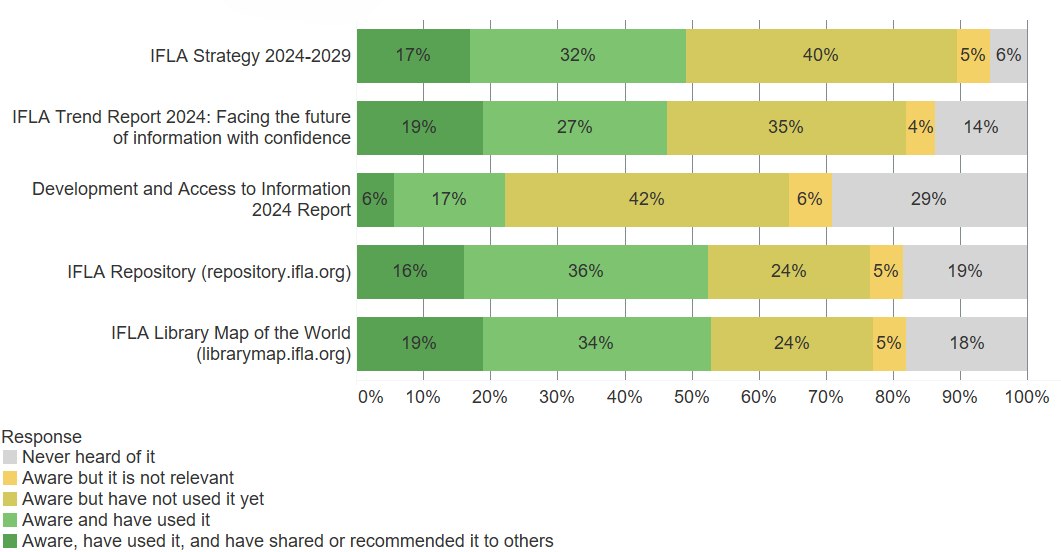 IFLA Strategy 2024-2029
17%
32%
40%
5%
6%
IFLA Trend Report 2024: Facing the future
of information with confidence
19%
27%
35%
4%
14%
Development and Access to Information
2024 Report
6%
17%
42%
6%
29%
IFLA Repository (repository.ifla.org)
16%
36%
24%
5%
19%
IFLA Library Map of the World
(librarymap.ifla.org)
19%
34%
24%
5%
18%
0% 10% 20% 30% 40% 50% 60% 70% 80% 90% 100%
Response
Never heard of it
Aware but it is not relevant
Aware but have not used it yet
Aware and have used it
Aware, have used it, and have shared or recommended it to others